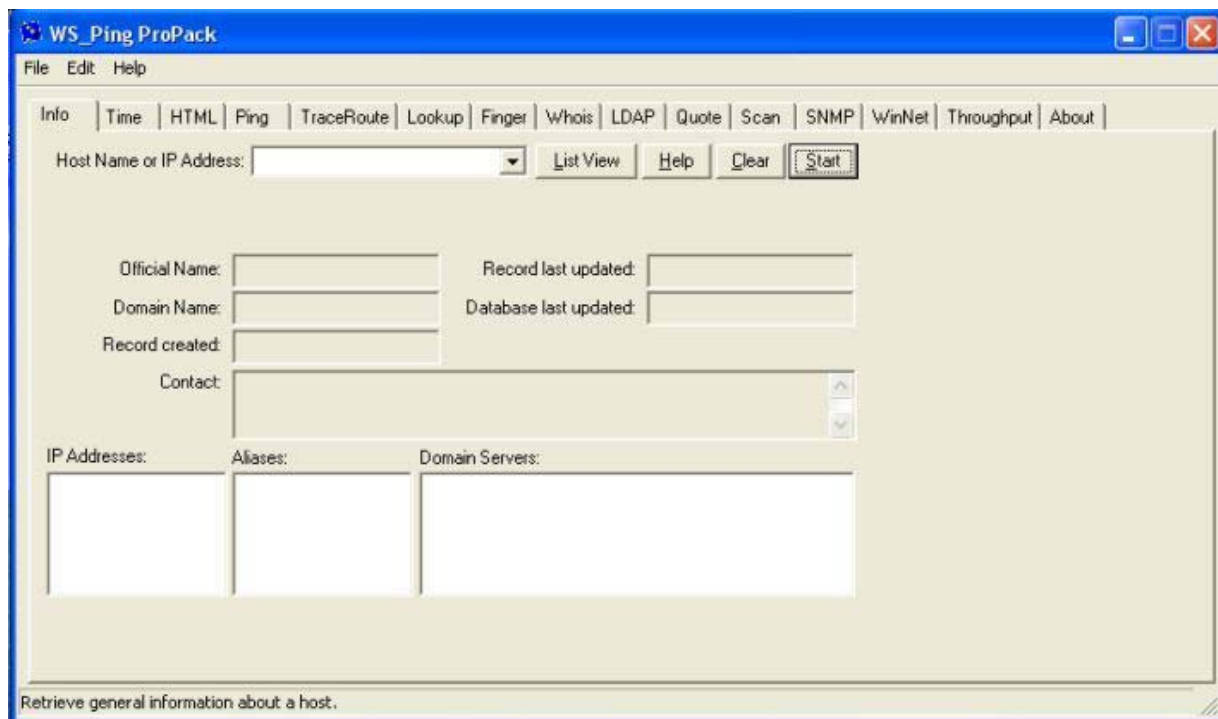 WS_Ping ProPack
File Edit Help
Info Time HTML Ping TraceRoute Lookup Finger Whois LDAP Quote Scan SNMP WinNet Throughput About
Host Name or IP Address: List View Help Clear Start
Official Name: Record last updated:
Domain Name: Database last updated:
Record created:
Contact:
IP Addresses: Aliases: Domain Servers:
Retrieve general information about a host.